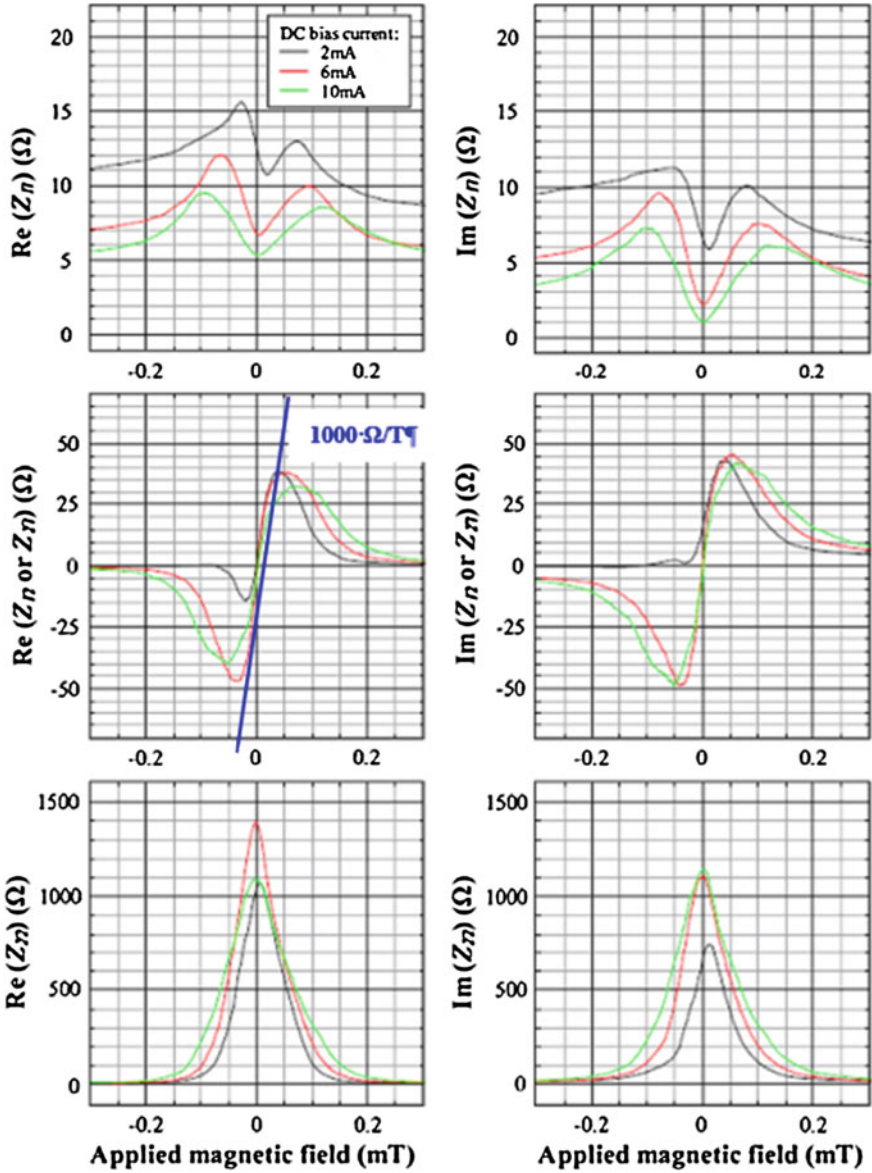 DC bias current:
2mA
6mA
10mA
Re (Zn) (Ω)
20
15
10
5
0
-0.2 0 0.2
Im (Zn) (Ω)
20
15
10
5
0
-0.2 0 0.2
1000·Ω/T¶
Re (Zn or Zn) (Ω)
50
25
0
-25
-50
-0.2 0 0.2
Im (Zn or Zn) (Ω)
50
25
0
-25
-50
-0.2 0 0.2
Re (Zn) (Ω)
1500
1000
500
0
-0.2 0 0.2
Applied magnetic field (mT)
Im (Zn) (Ω)
1500
1000
500
0
-0.2 0 0.2
Applied magnetic field (mT)